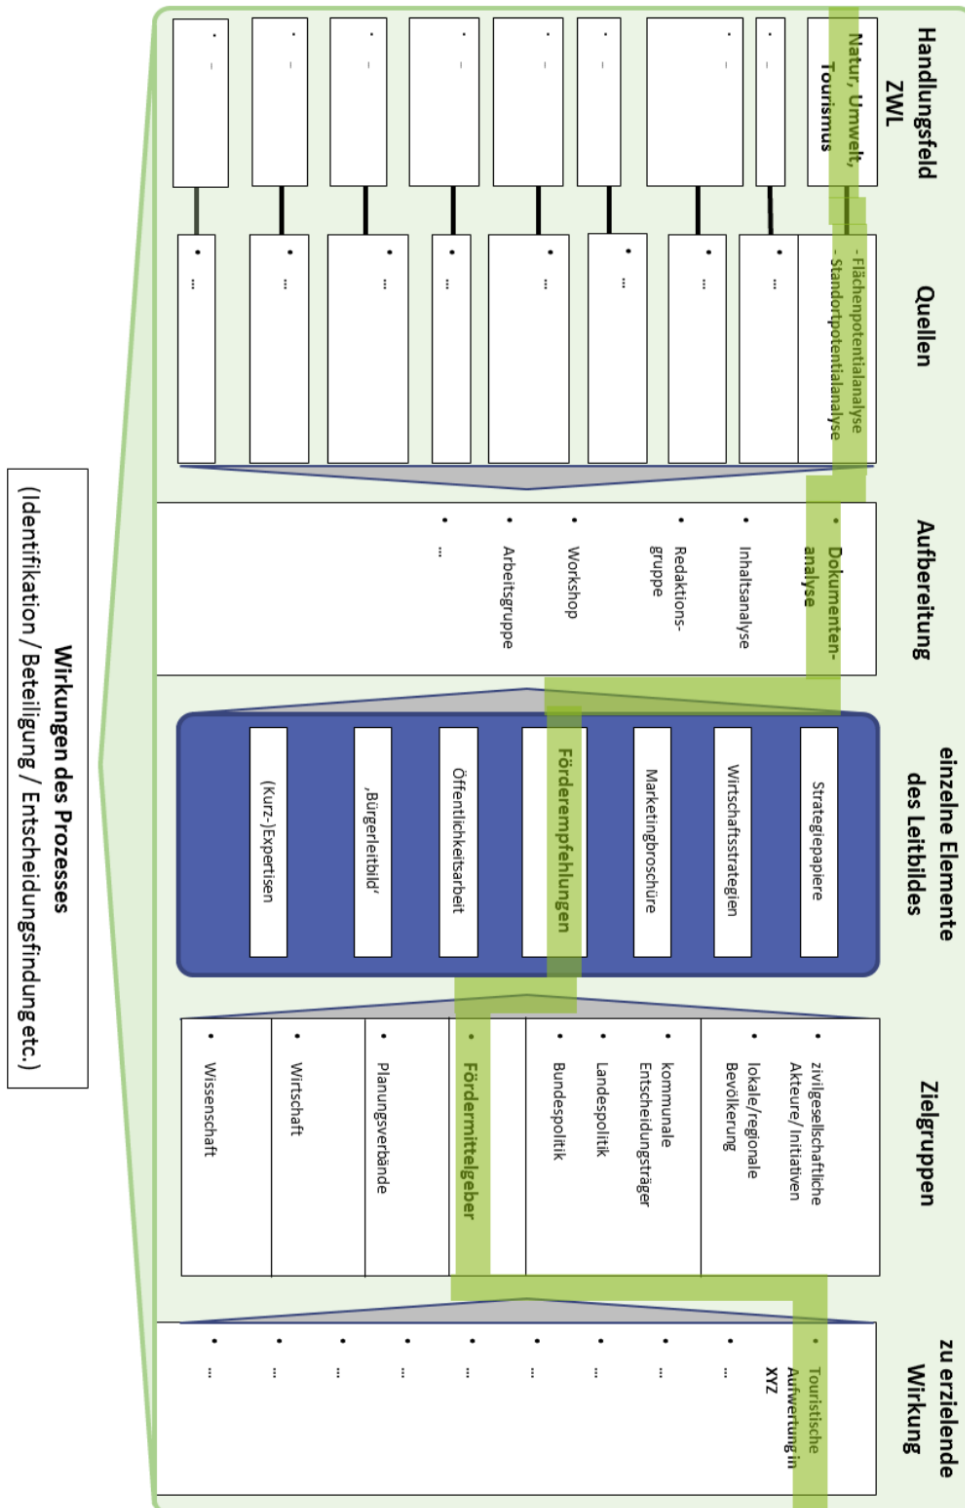 Handlungsfeld
ZWL
Natur, Umwelt,
Tourismus
. –
. –
. –
. –
. –
. –
. –
. –
Quellen
- Flächenpotentialanalyse
- Standortpotentialanalyse
• ...
• ...
• ...
• ...
• ...
• ...
• ...
• ...
Aufbereitung
• Dokumenten-
analyse
• Inhaltsanalyse
• Redaktions-
gruppe
• Workshop
• Arbeitsgruppe
• ...
einzelne Elemente
des Leitbildes
Strategiepapiere
Wirtschaftsstrategien
Marketingbroschüre
Förderempfehlungen
Öffentlichkeitsarbeit
‚Bürgerleitbild‘
(Kurz-)Expertisen
Zielgruppen
• zivilgesellschaftliche
Akteure/Initiativen
• lokale/regionale
Bevölkerung
• kommunale
Entscheidungsträger
• Landespolitik
• Bundespolitik
• Fördermittelgeber
• Planungsverbände
• Wirtschaft
• Wissenschaft
zu erzielende
Wirkung
• Touristische
Aufwertung in
XYZ
• ...
• ...
• ...
• ...
• ...
• ...
• ...
• ...
• ...
Wirkungen des Prozesses
(Identifikation / Beteiligung / Entscheidungsfindung etc.)